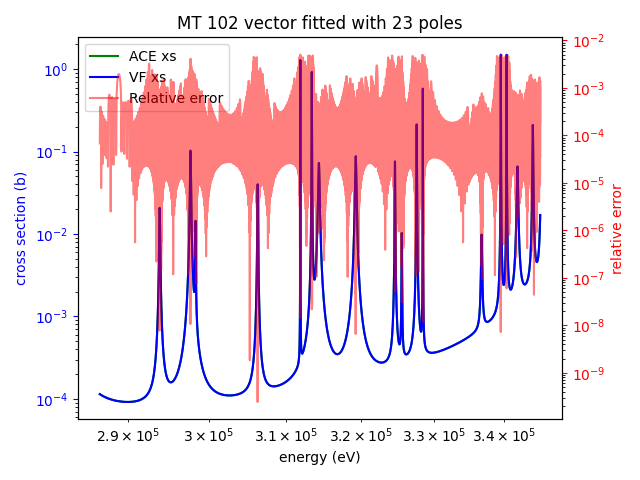 MT 102 vector fitted with 23 poles
ACE xs
VF xs
Relative error
10⁰
10⁻¹
10⁻²
10⁻³
10⁻⁴
cross section (b)
10⁻²
10⁻³
10⁻⁴
10⁻⁵
10⁻⁶
10⁻⁷
10⁻⁸
10⁻⁹
relative error
2.9 × 10⁵ 3 × 10⁵ 3.1 × 10⁵ 3.2 × 10⁵ 3.3 × 10⁵ 3.4 × 10⁵
energy (eV)